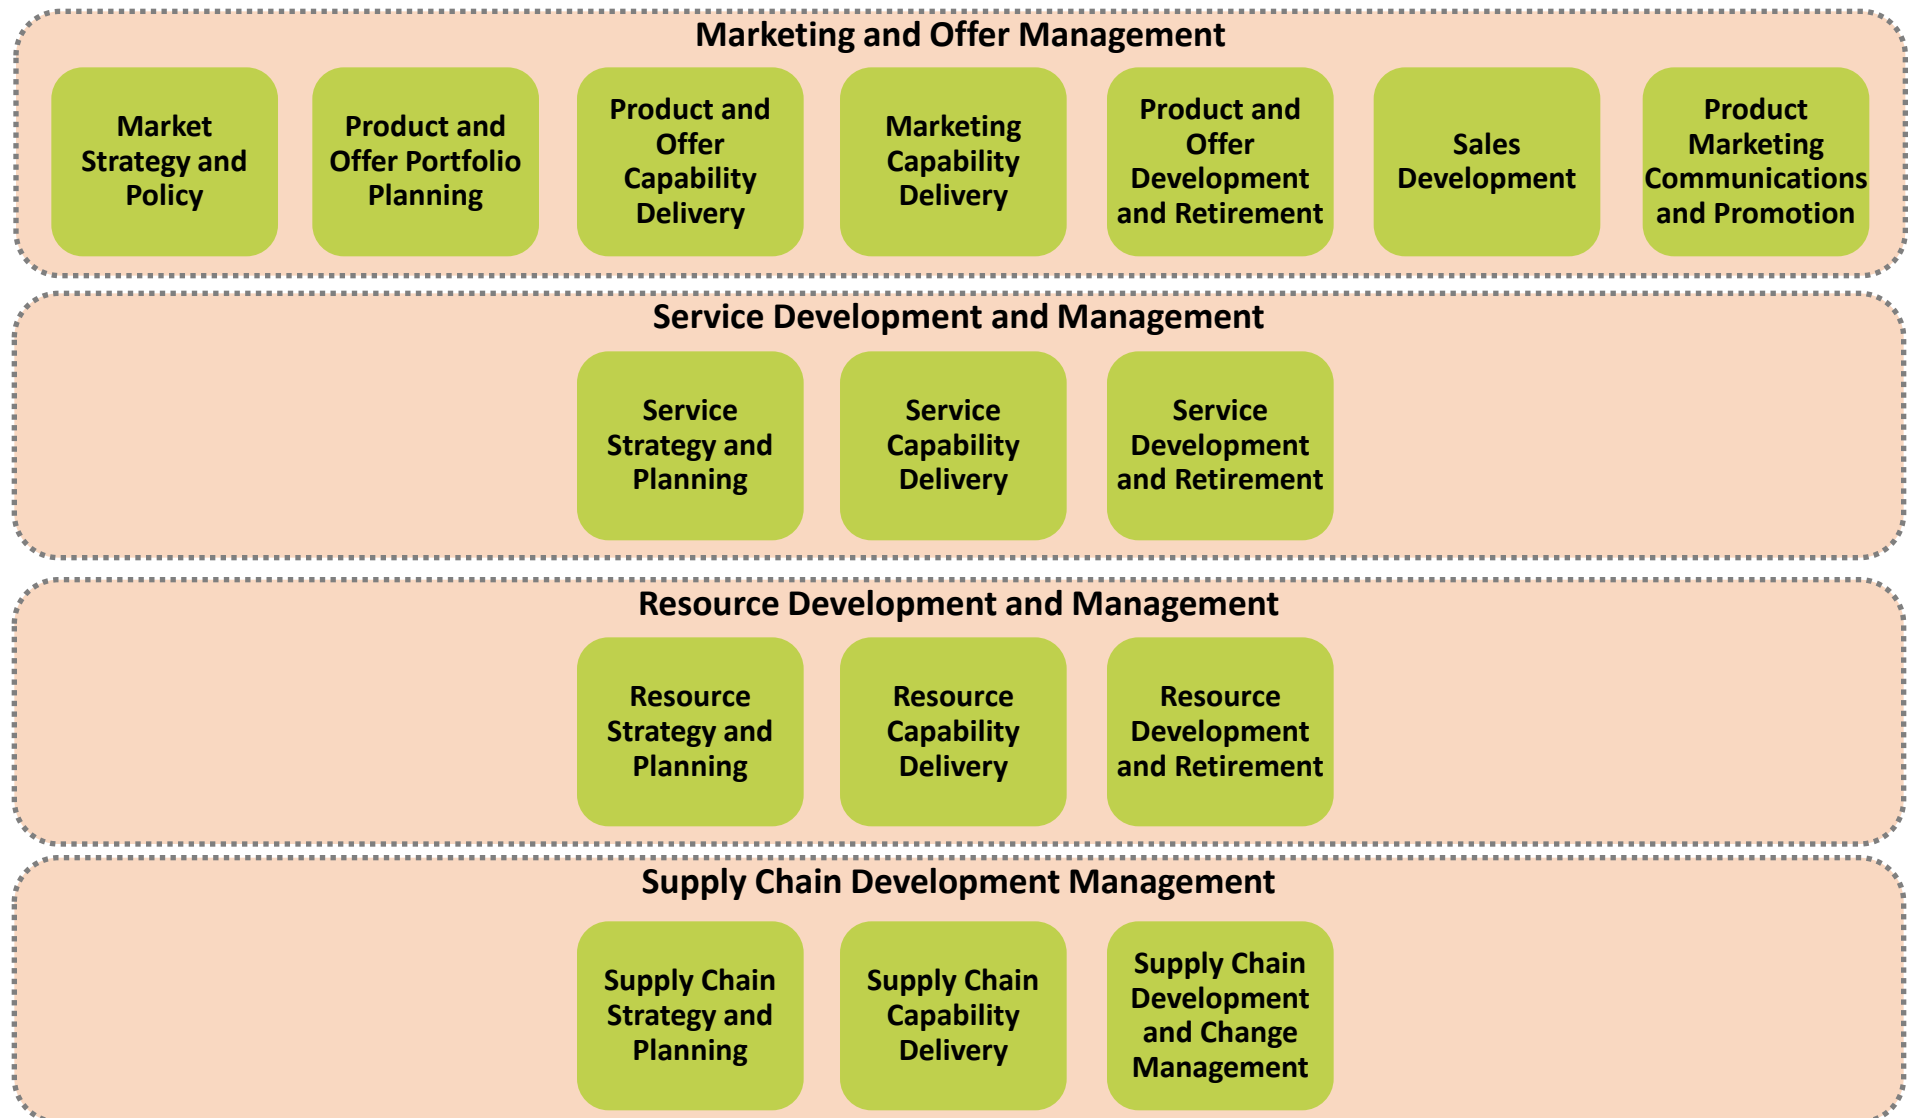 Marketing and Offer Management
Market
Strategy and
Policy
Product and
Offer Portfolio
Planning
Product and
Offer
Capability
Delivery
Marketing
Capability
Delivery
Product and
Offer
Development
and Retirement
Sales
Development
Product
Marketing
Communications
and Promotion
Service Development and Management
Service
Strategy and
Planning
Service
Capability
Delivery
Service
Development
and Retirement
Resource Development and Management
Resource
Strategy and
Planning
Resource
Capability
Delivery
Resource
Development
and Retirement
Supply Chain Development Management
Supply Chain
Strategy and
Planning
Supply Chain
Capability
Delivery
Supply Chain
Development
and Change
Management